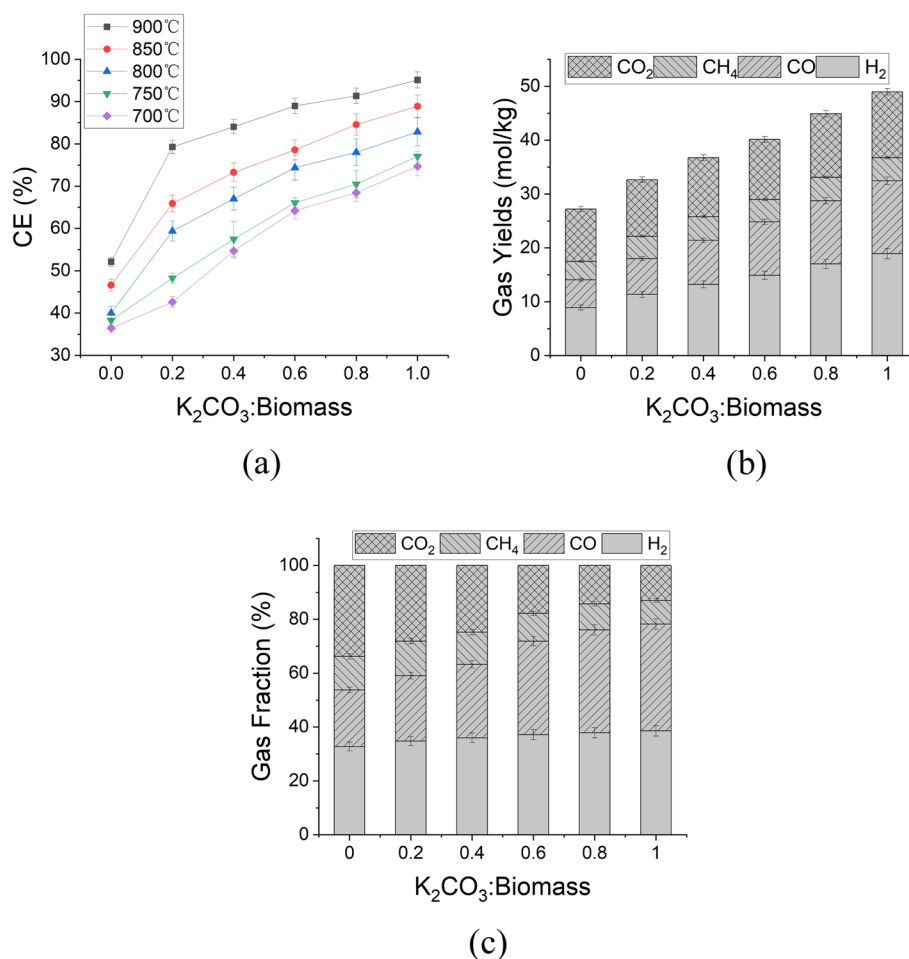 900℃
850℃
800℃
750℃
700℃
100
90
80
70
60
50
40
30
CE (%)
0.0 0.2 0.4 0.6 0.8 1.0
K₂CO₃:Biomass
(a)
CO₂ CH₄ CO H₂
50
40
30
20
10
0
Gas Yields (mol/kg)
0 0.2 0.4 0.6 0.8 1
K₂CO₃:Biomass
(b)
CO₂ CH₄ CO H₂
100
80
60
40
20
0
Gas Fraction (%)
0 0.2 0.4 0.6 0.8 1
K₂CO₃:Biomass
(c)